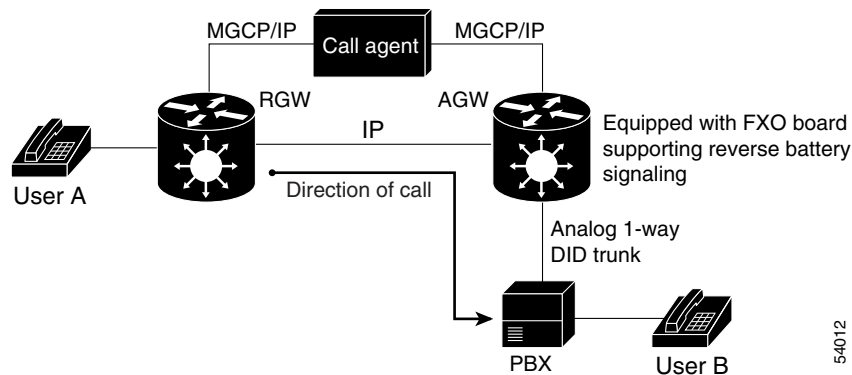 MGCP/IP
Call agent
MGCP/IP
RGW
AGW
IP
Equipped with FXO board
supporting reverse battery
signaling
User A
Direction of call
Analog 1-way
DID trunk
PBX
User B
54012